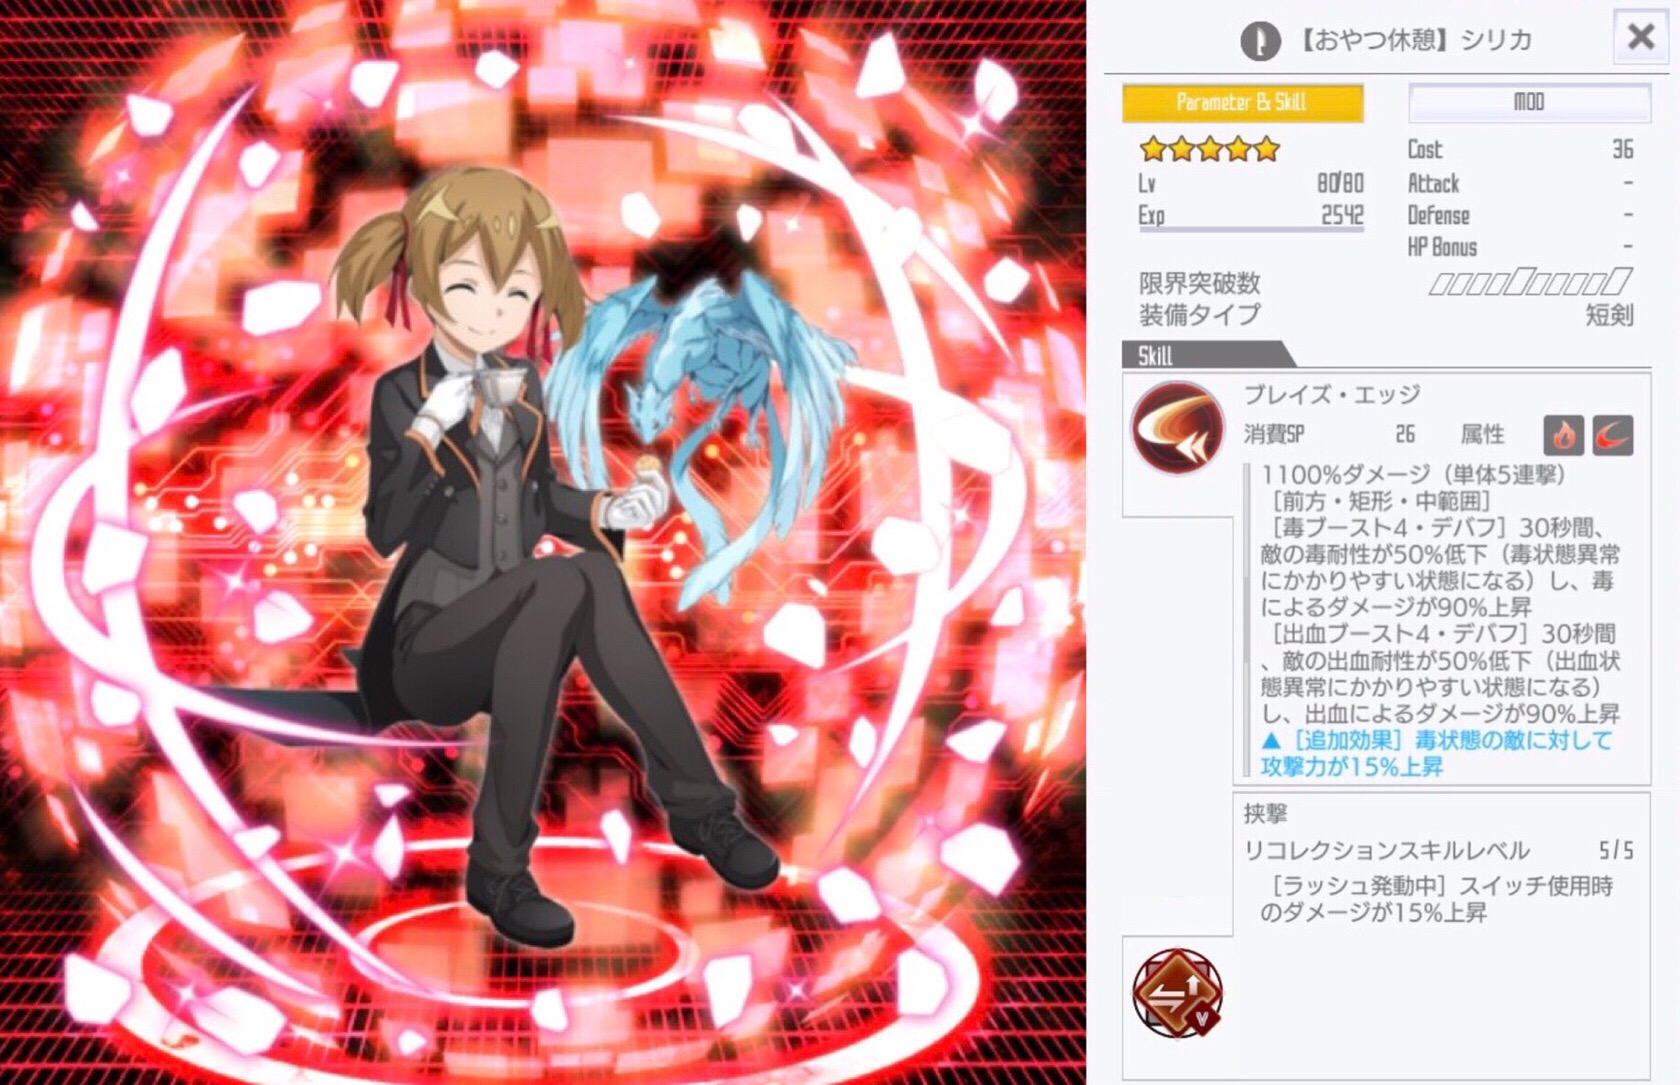 【おやつ休憩】シリカ
Parameter & Skill
MOD
Cost 36
Lv 80/80
Attack -
Exp 2542
Defense -
HP Bonus -
限界突破数
装備タイプ 短剣
Skill
ブレイズ・エッジ
消費SP 26 属性
1100%ダメージ（単体5連撃）
［前方・矩形・中範囲］
［毒ブースト4・デバフ］30秒間、
敵の毒耐性が50%低下（毒状態異常
にかかりやすい状態になる）し、毒
によるダメージが90%上昇
［出血ブースト4・デバフ］30秒間
、敵の出血耐性が50%低下（出血状
態異常にかかりやすい状態になる）
し、出血によるダメージが90%上昇
▲［追加効果］毒状態の敵に対して
攻撃力が15%上昇
挟撃
リコレクションスキルレベル 5/5
［ラッシュ発動中］スイッチ使用時
のダメージが15%上昇
V